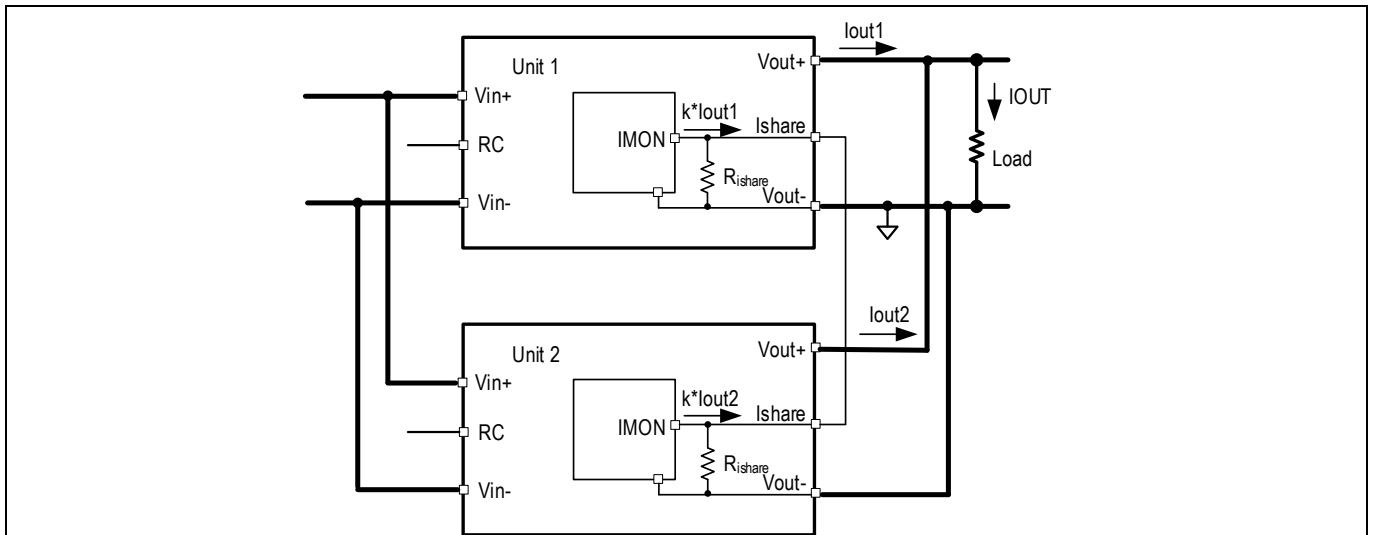 Iout1
Unit 1
Vout+
Vin+
IOUT
k*Iout1
Ishare
IMON
RC
Load
Rishare
Vout-
Vin-
Iout2
Unit 2
Vout+
Vin+
k*Iout2
Ishare
IMON
RC
Rishare
Vout-
Vin-